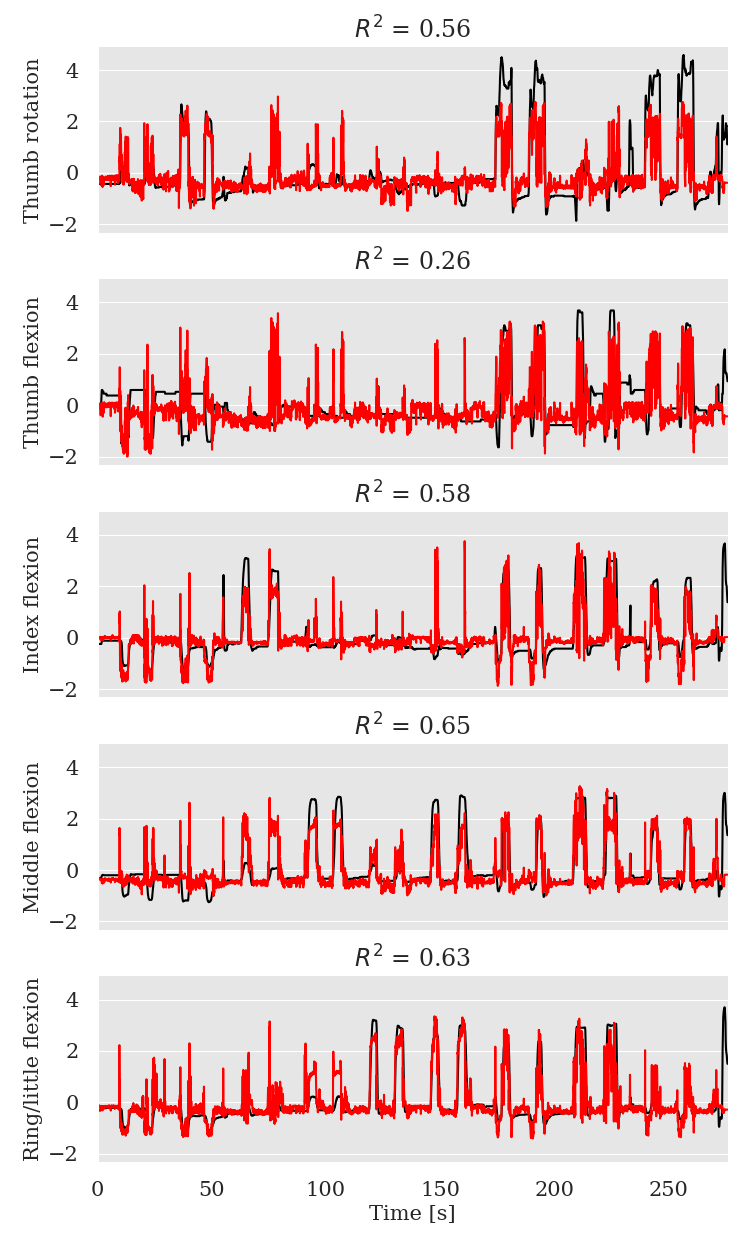 R² = 0.56
Thumb rotation
4
2
0
−2
R² = 0.26
Thumb flexion
4
2
0
−2
R² = 0.58
Index flexion
4
2
0
−2
R² = 0.65
Middle flexion
4
2
0
−2
R² = 0.63
Ring/little flexion
4
2
0
−2
0 50 100 150 200 250
Time [s]